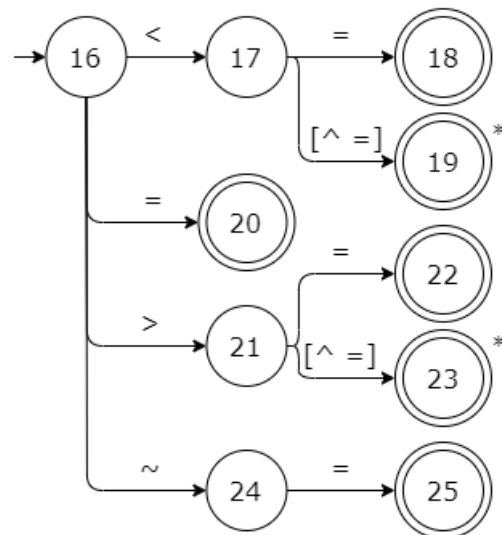 16 < 17 = 18
[^ =] 19 *
= 20
= 22
> 21
[^ =] 23 *
~ 24 = 25